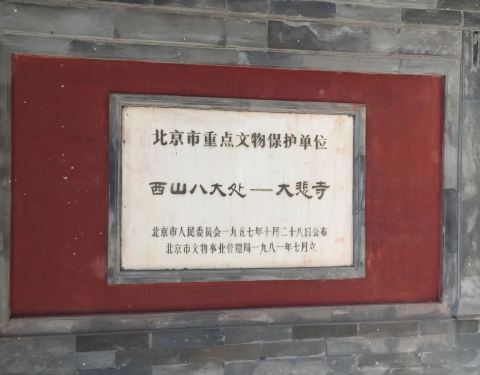 北京市重点文物保护单位
西山八大处—大悲寺
北京市人民委员会一九五七年十月二十八日公布
北京市文物事业管理局一九八一年七月立